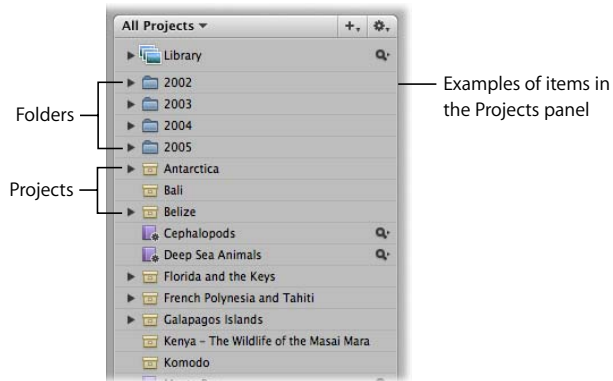 All Projects
Library
2002
2003
2004
2005
Antarctica
Bali
Belize
Cephalopods
Deep Sea Animals
Florida and the Keys
French Polynesia and Tahiti
Galapagos Islands
Kenya – The Wildlife of the Masai Mara
Komodo
Folders
Projects
Examples of items in
the Projects panel